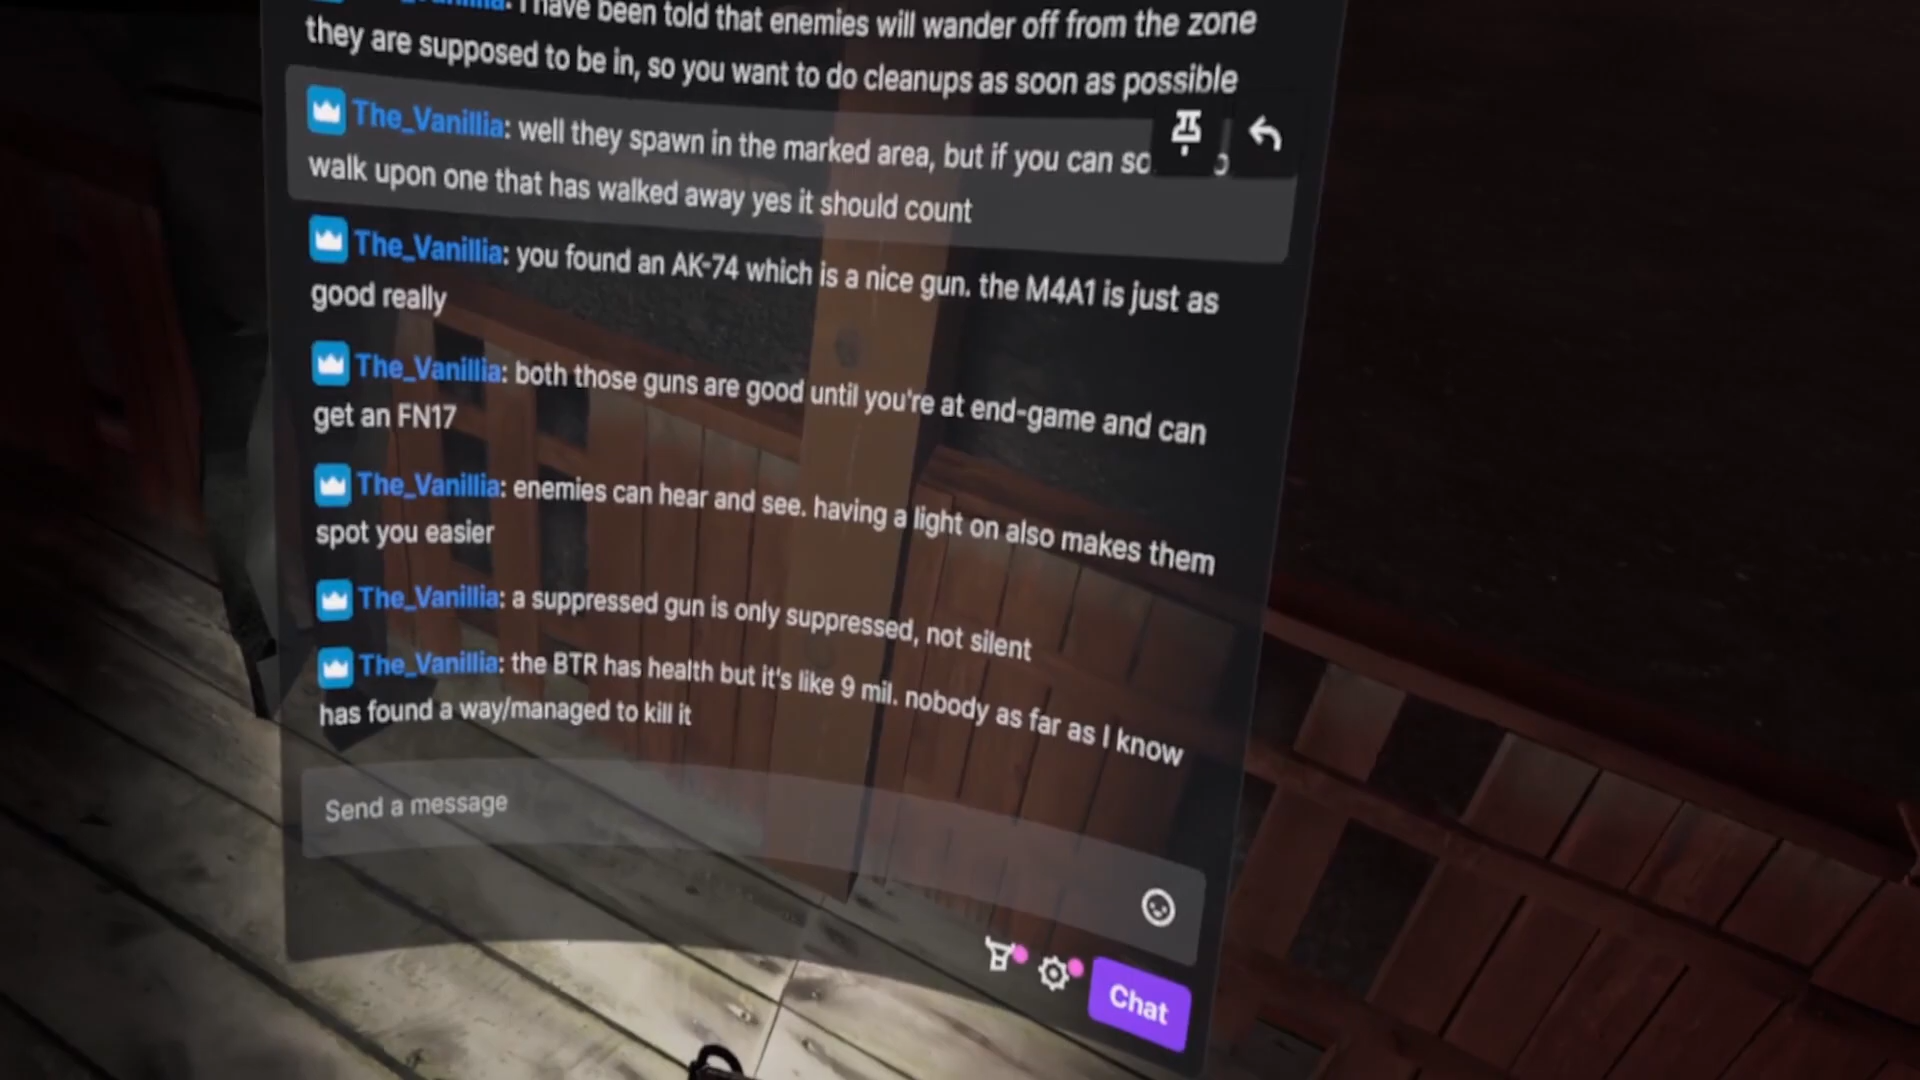 I have been told that enemies will wander off from the zone
they are supposed to be in, so you want to do cleanups as soon as possible
The_Vanillia: well they spawn in the marked area, but if you can
walk upon one that has walked away yes it should count
The_Vanillia: you found an AK-74 which is a nice gun. the M4A1 is just as
good really
The_Vanillia: both those guns are good until you're at end-game and can
get an FN17
The_Vanillia: enemies can hear and see. having a light on also makes them
spot you easier
The_Vanillia: a suppressed gun is only suppressed, not silent
The_Vanillia: the BTR has health but it's like 9 mil. nobody as far as I know
has found a way/managed to kill it
Send a message
Chat